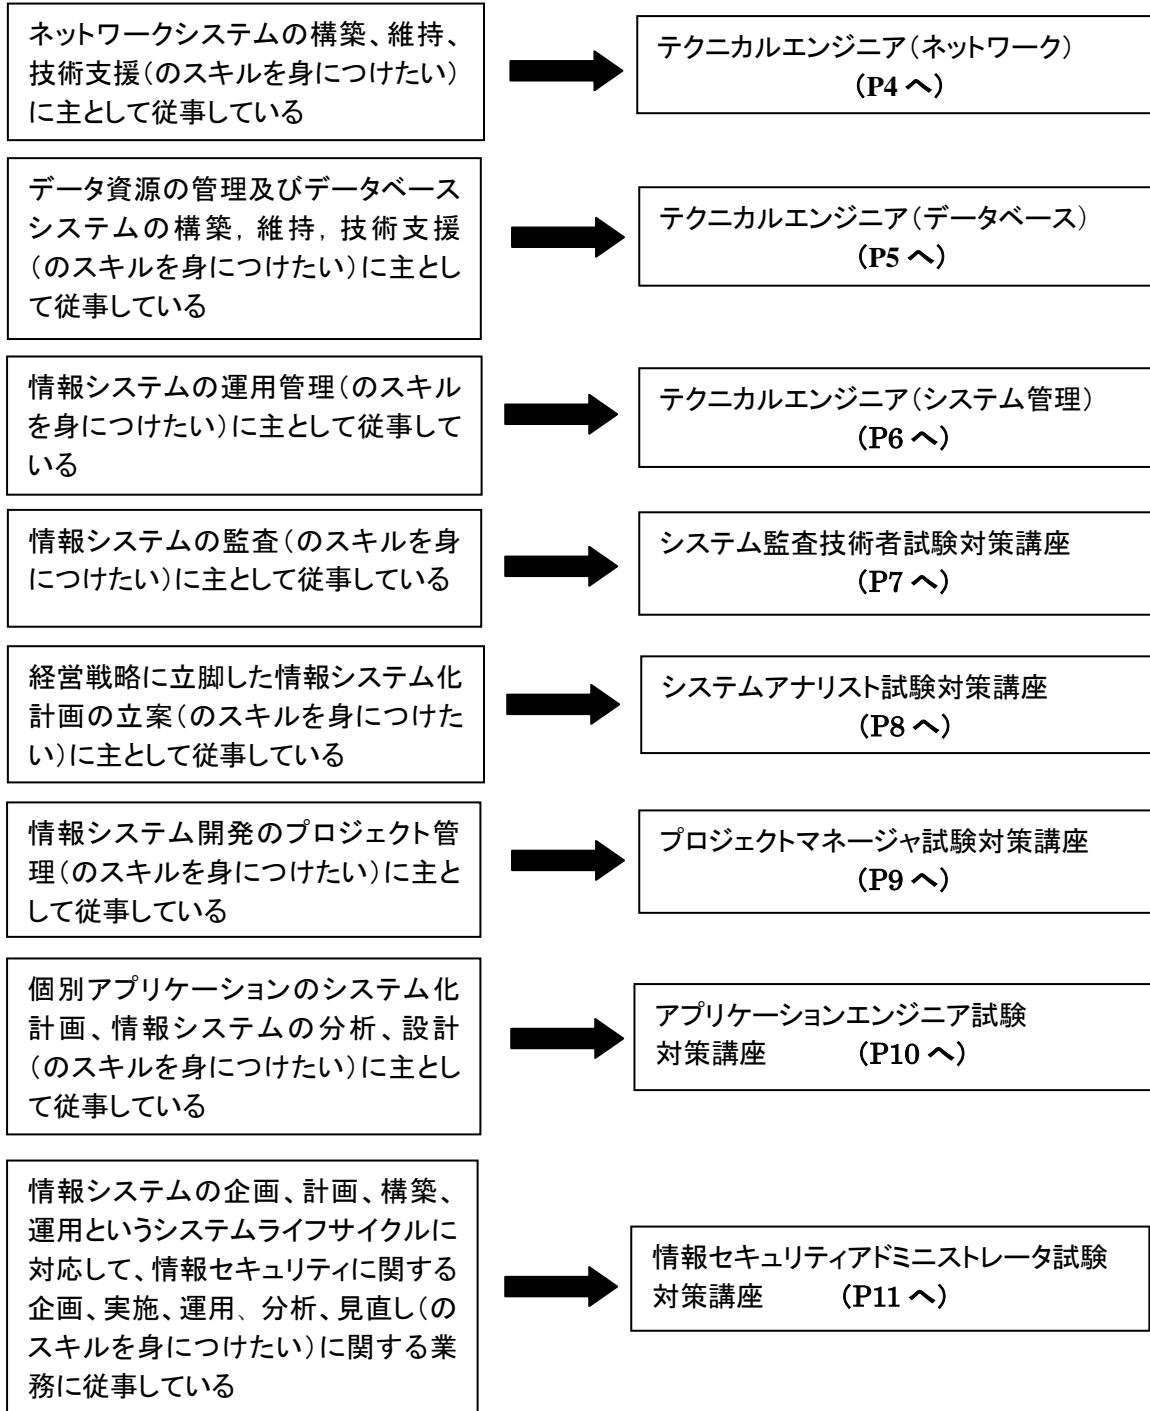 ネットワークシステムの構築、維持、
技術支援(のスキルを身につけたい)
に主として従事している
テクニカルエンジニア(ネットワーク)
(P4 へ)
データ資源の管理及びデータベース
システムの構築, 維持, 技術支援
(のスキルを身につけたい)に主とし
て従事している
テクニカルエンジニア(データベース)
(P5 へ)
情報システムの運用管理(のスキル
を身につけたい)に主として従事して
いる
テクニカルエンジニア(システム管理)
(P6 へ)
情報システムの監査(のスキルを身
につけたい)に主として従事している
システム監査技術者試験対策講座
(P7 へ)
経営戦略に立脚した情報システム化
計画の立案(のスキルを身につけた
い)に主として従事している
システムアナリスト試験対策講座
(P8 へ)
情報システム開発のプロジェクト管
理(のスキルを身につけたい)に主と
して従事している
プロジェクトマネージャ試験対策講座
(P9 へ)
個別アプリケーションのシステム化
計画、情報システムの分析、設計
(のスキルを身につけたい)に主とし
て従事している
アプリケーションエンジニア試験
対策講座 (P10 へ)
情報システムの企画、計画、構築、
運用というシステムライフサイクルに
対応して、情報セキュリティに関する
企画、実施、運用、分析、見直し(の
スキルを身につけたい)に関する業
務に従事している
情報セキュリティアドミニストレータ試験
対策講座 (P11 へ)